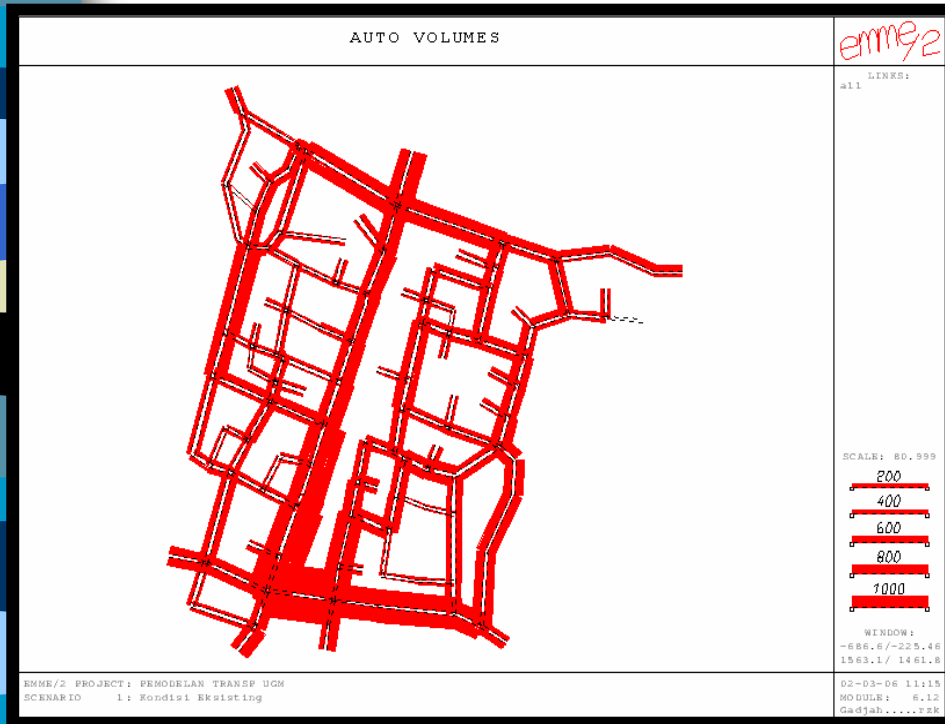 AUTO VOLUMES
emme/2
LINKS:
all
SCALE: 80.999
200
400
600
800
1000
WINDOW:
-686.6/-225.46
1563.1/ 1461.8
EMME/2 PROJECT: PEMODELAN TRANSP UGM
SCENARIO 1: Kondisi Eksisting
02-03-06 11:15
MODULE: 6.12
Gadjah.....rzk